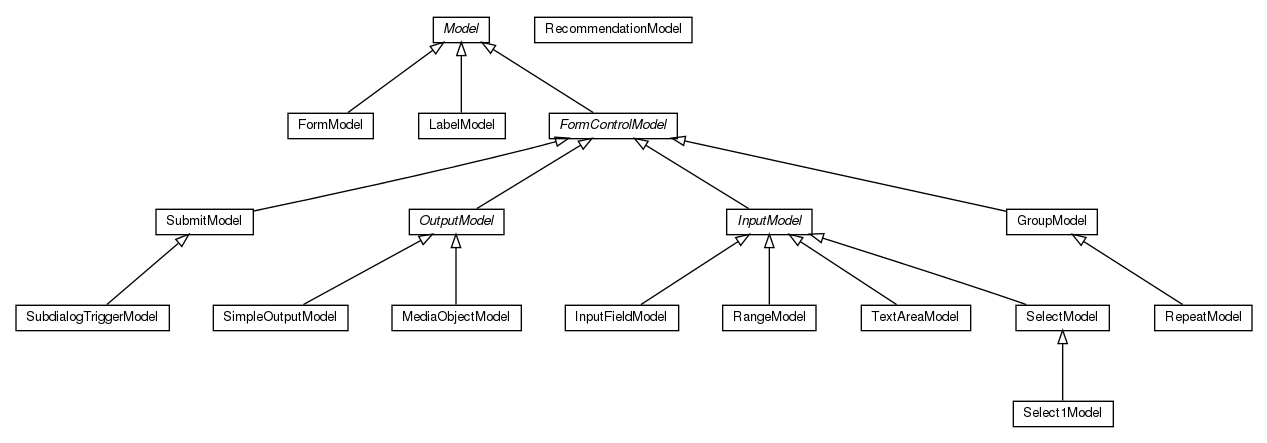 Model
RecommendationModel
FormModel
LabelModel
FormControlModel
SubmitModel
OutputModel
InputModel
GroupModel
SubdialogTriggerModel
SimpleOutputModel
MediaObjectModel
InputFieldModel
RangeModel
TextAreaModel
SelectModel
RepeatModel
Select1Model